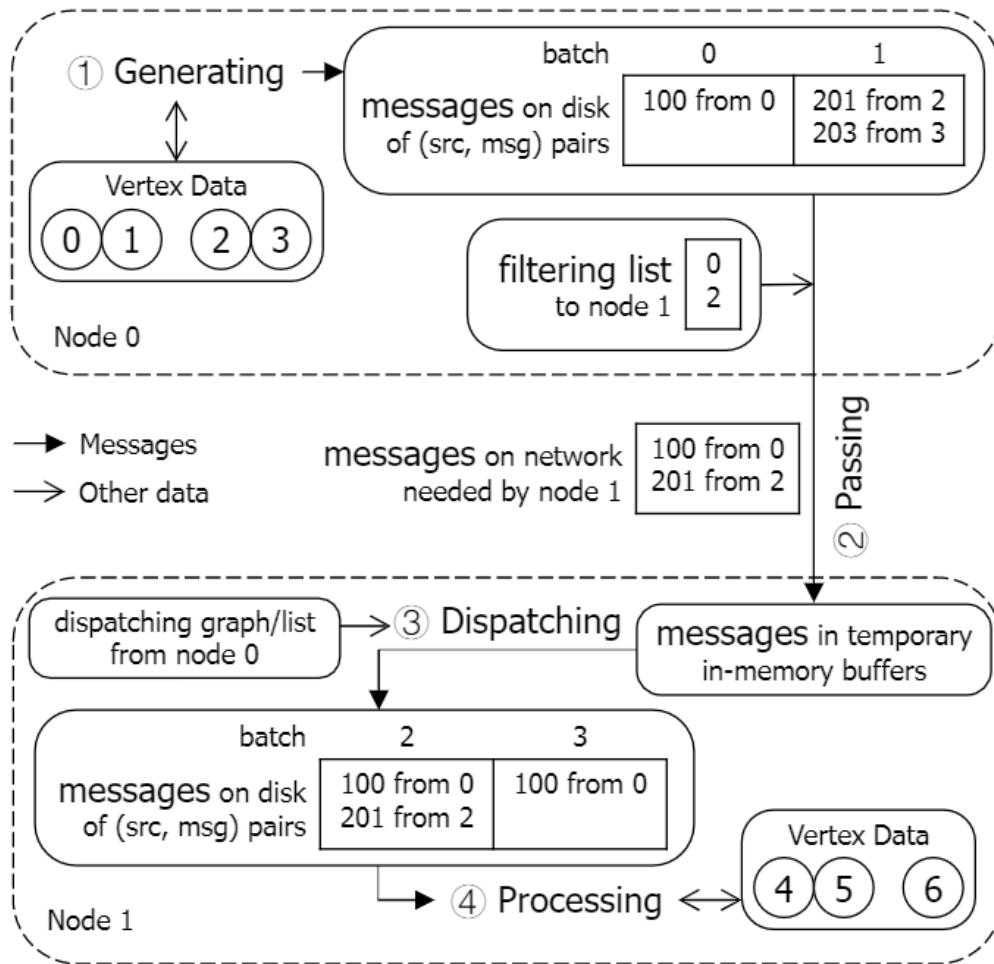 ① Generating
batch 0 1
messages on disk
of (src, msg) pairs
100 from 0
201 from 2
203 from 3
Vertex Data
0 1 2 3
filtering list
to node 1
0
2
Node 0
Messages
Other data
messages on network
needed by node 1
100 from 0
201 from 2
② Passing
dispatching graph/list
from node 0
③ Dispatching
messages in temporary
in-memory buffers
batch 2 3
messages on disk
of (src, msg) pairs
100 from 0
201 from 2
100 from 0
④ Processing
Vertex Data
4 5 6
Node 1